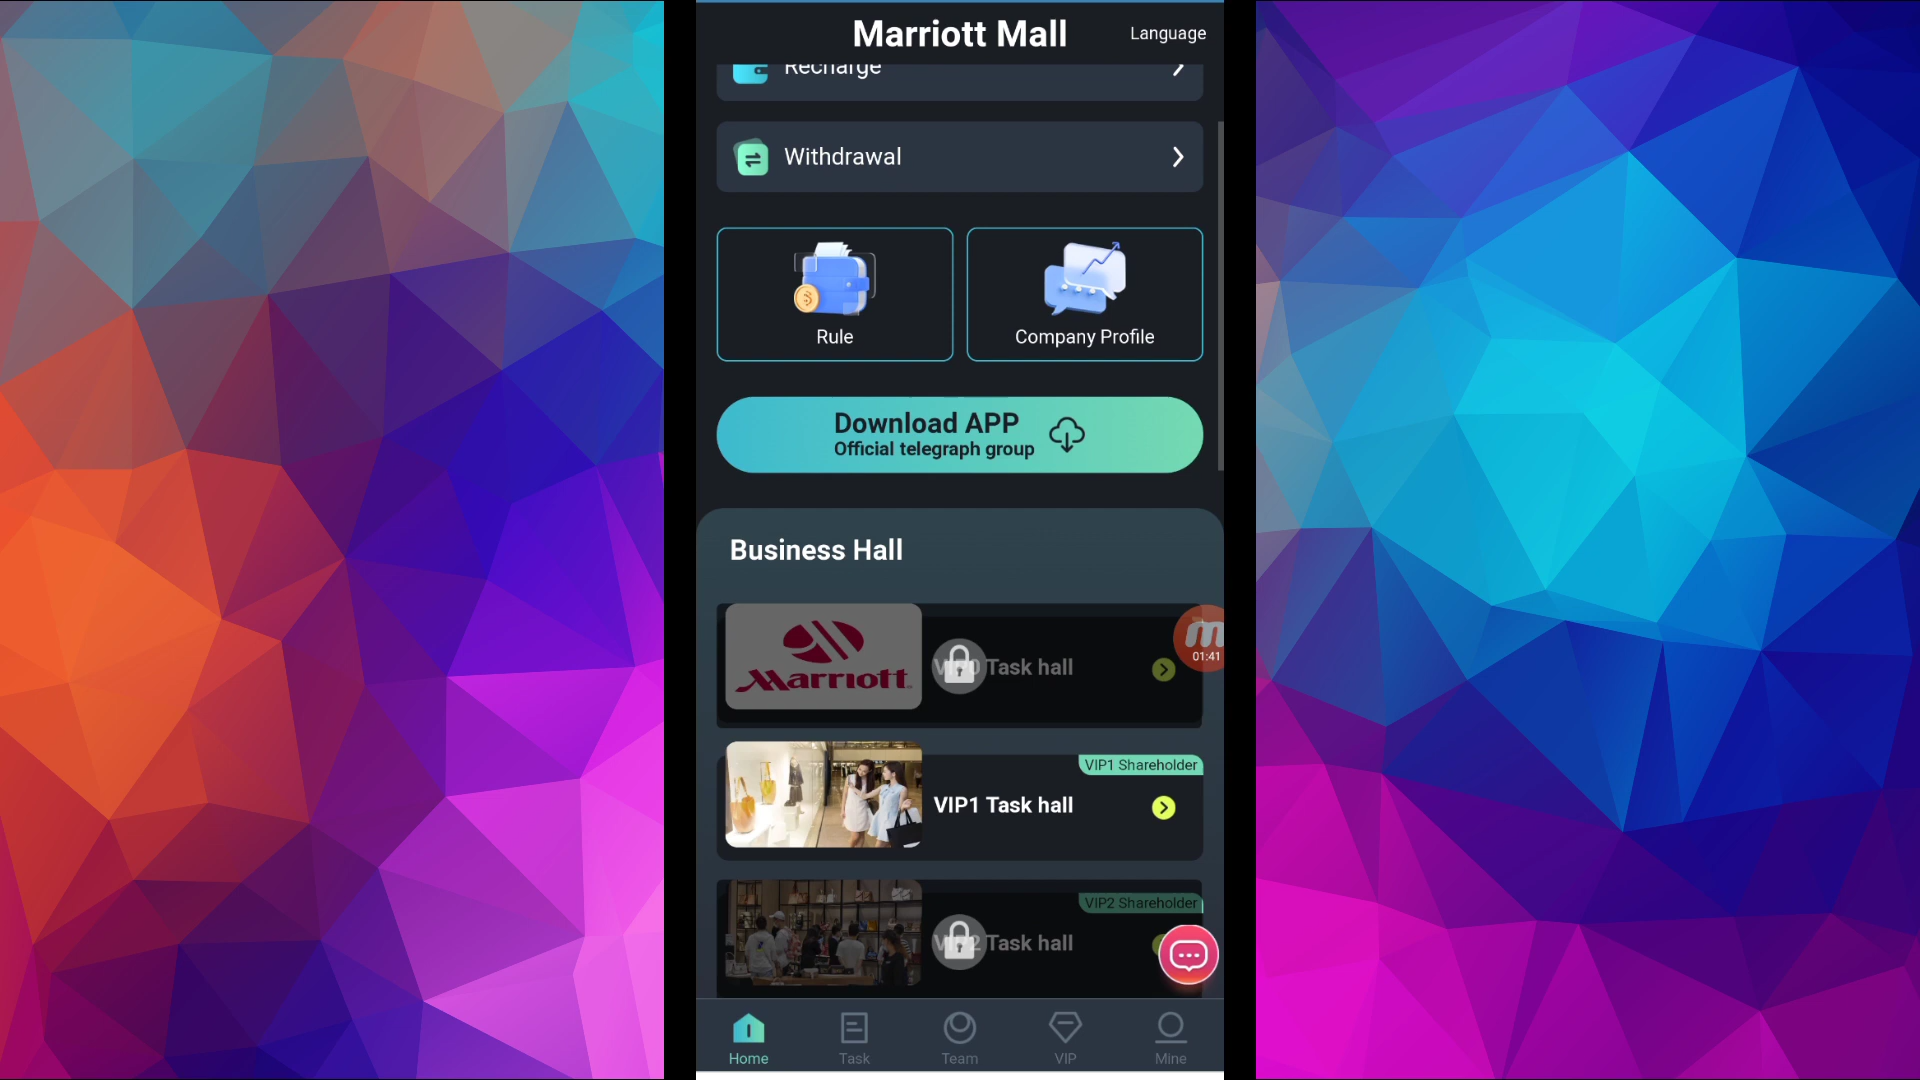 Marriott Mall
Language
Recharge
Withdrawal
Rule
Company Profile
Download APP
Official telegraph group
Business Hall
Marriott
Task hall
01:41
VIP1 Shareholder
VIP1 Task hall
VIP2 Shareholder
Task hall
Home
Task
Team
VIP
Mine